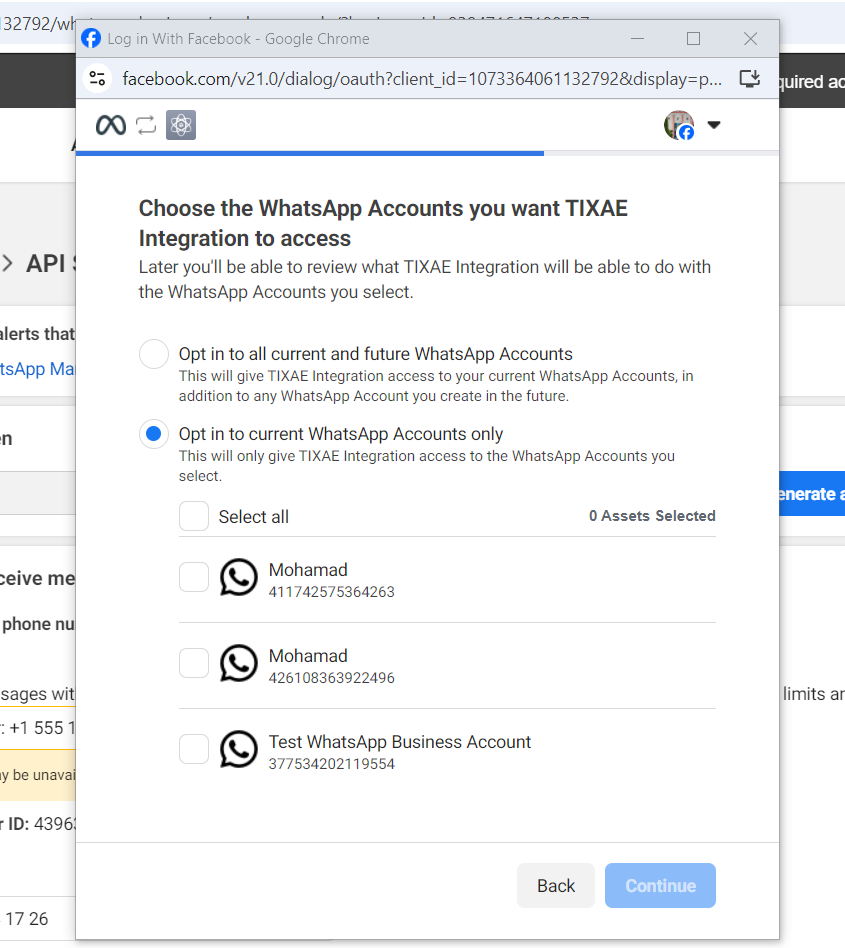 Log in With Facebook - Google Chrome
facebook.com/v21.0/dialog/oauth?client_id=1073364061132792&display=p...
quired ac
Choose the WhatsApp Accounts you want TIXAE
Integration to access
Later you'll be able to review what TIXAE Integration will be able to do with
the WhatsApp Accounts you select.
> API S
alerts that
tsApp Ma
Opt in to all current and future WhatsApp Accounts
This will give TIXAE Integration access to your current WhatsApp Accounts, in
addition to any WhatsApp Account you create in the future.
en
Opt in to current WhatsApp Accounts only
This will only give TIXAE Integration access to the WhatsApp Accounts you
select.
enerate a
Select all
0 Assets Selected
ceive me
Mohamad
411742575364263
phone nu
Mohamad
426108363922496
sages wit
limits an
: +1 555 1
Test WhatsApp Business Account
377534202119554
y be unavai
r ID: 4396
17 26
Back
Continue